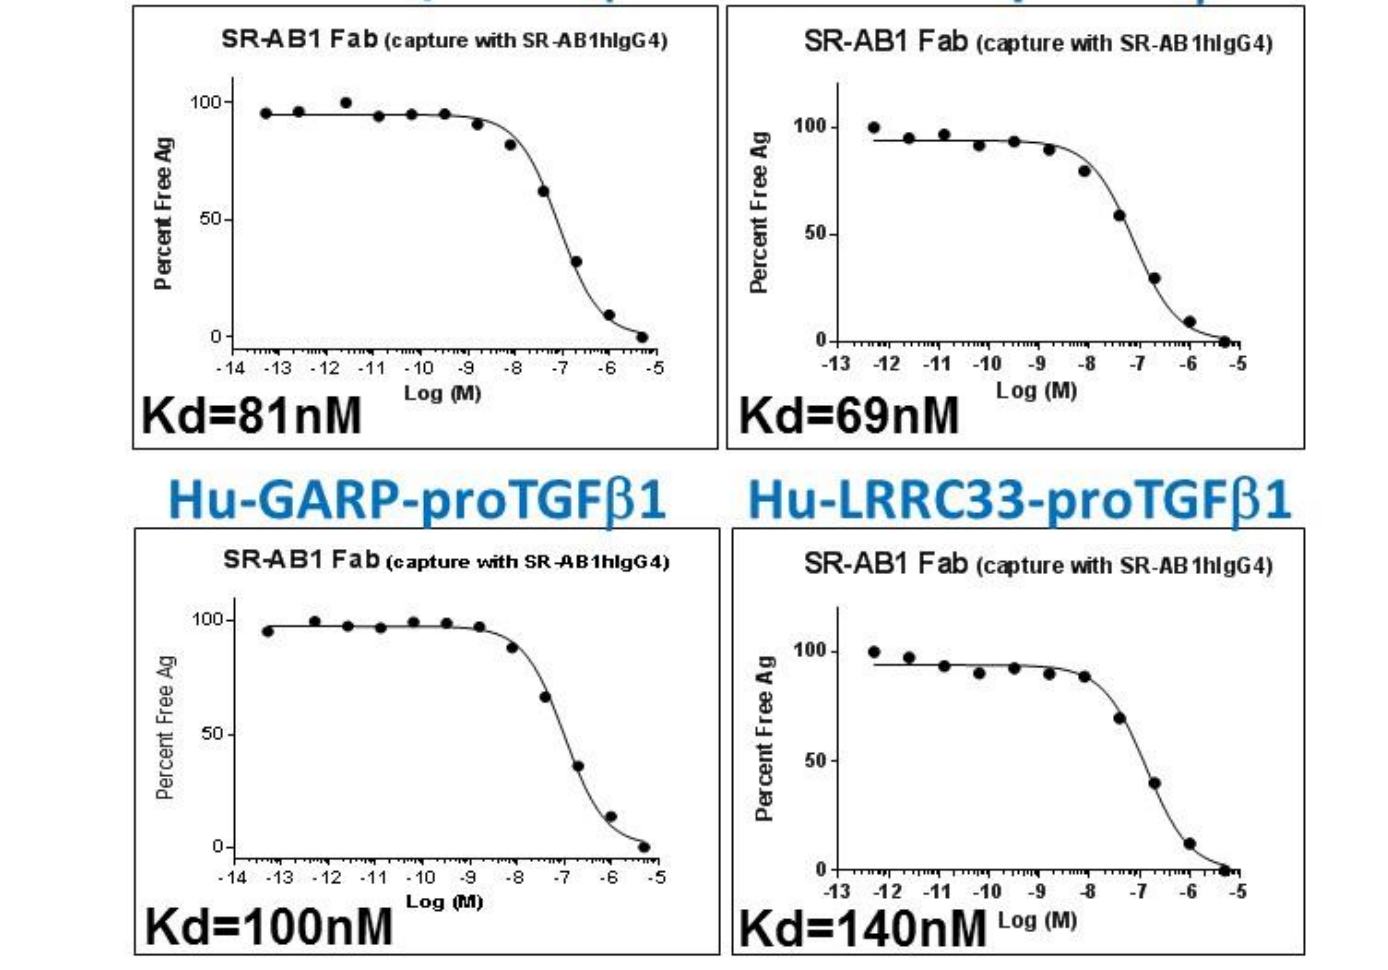 SR-AB1 Fab (capture with SR-AB1hIgG4)
100
50
0
Percent Free Ag
-14 -13 -12 -11 -10 -9 -8 -7 -6 -5
Log (M)
Kd=81nM
SR-AB1 Fab (capture with SR-AB1hIgG4)
100
50
0
Percent Free Ag
-13 -12 -11 -10 -9 -8 -7 -6 -5
Log (M)
Kd=69nM
Hu-GARP-proTGFβ1
SR-AB1 Fab (capture with SR-AB1hIgG4)
100
50
0
Percent Free Ag
-14 -13 -12 -11 -10 -9 -8 -7 -6 -5
Log (M)
Kd=100nM
Hu-LRRC33-proTGFβ1
SR-AB1 Fab (capture with SR-AB1hIgG4)
100
50
0
Percent Free Ag
-13 -12 -11 -10 -9 -8 -7 -6 -5
Log (M)
Kd=140nM